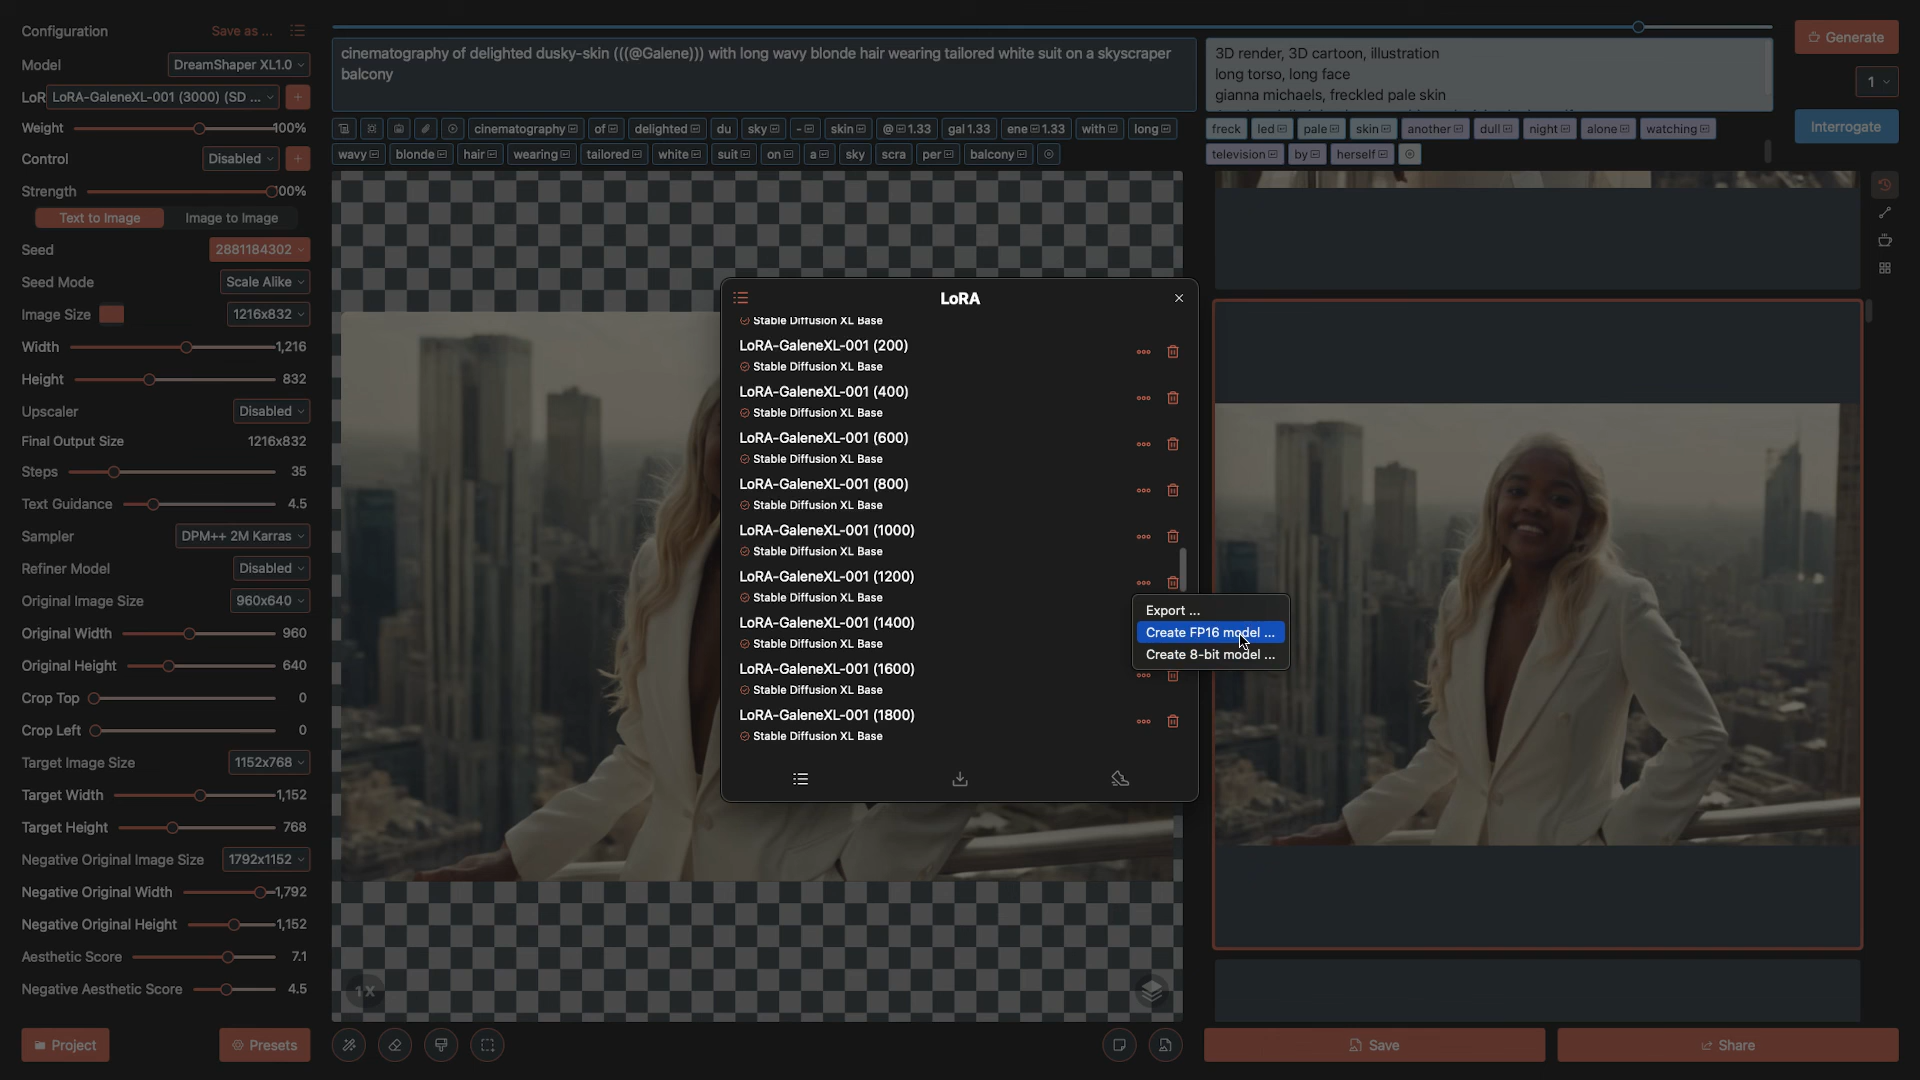 Configuration
Save as ...
Model
DreamShaper XL1.0
LoR
LoRA-GaleneXL-001 (3000) (SD ...
Weight
100%
Control
Disabled
Strength
100%
Text to Image
Image to Image
Seed
2881184302
Seed Mode
Scale Alike
Image Size
1216x832
Width
1,216
Height
832
Upscaler
Disabled
Final Output Size
1216x832
Steps
35
Text Guidance
4.5
Sampler
DPM++ 2M Karras
Refiner Model
Disabled
Original Image Size
960x640
Original Width
960
Original Height
640
Crop Top
0
Crop Left
0
Target Image Size
1152x768
Target Width
1,152
Target Height
768
Negative Original Image Size
1792x1152
Negative Original Width
1,792
Negative Original Height
1,152
Aesthetic Score
7.1
Negative Aesthetic Score
4.5
Project
Presets
cinematography of delighted dusky-skin (((@Galene))) with long wavy blonde hair wearing tailored white suit on a skyscraper
balcony
cinematography of delighted du sky - skin @ 1.33 gal 1.33 ene 1.33 with long
wavy blonde hair wearing tailored white suit on a sky scra per balcony
3D render, 3D cartoon, illustration
long torso, long face
gianna michaels, freckled pale skin
freck led pale skin another dull night alone watching
television by herself
Generate
1
Interrogate
LoRA
Stable Diffusion XL Base
LoRA-GaleneXL-001 (200)
Stable Diffusion XL Base
LoRA-GaleneXL-001 (400)
Stable Diffusion XL Base
LoRA-GaleneXL-001 (600)
Stable Diffusion XL Base
LoRA-GaleneXL-001 (800)
Stable Diffusion XL Base
LoRA-GaleneXL-001 (1000)
Stable Diffusion XL Base
LoRA-GaleneXL-001 (1200)
Stable Diffusion XL Base
LoRA-GaleneXL-001 (1400)
Stable Diffusion XL Base
LoRA-GaleneXL-001 (1600)
Stable Diffusion XL Base
LoRA-GaleneXL-001 (1800)
Stable Diffusion XL Base
Export ...
Create FP16 model ...
Create 8-bit model ...
1X
Save
Share